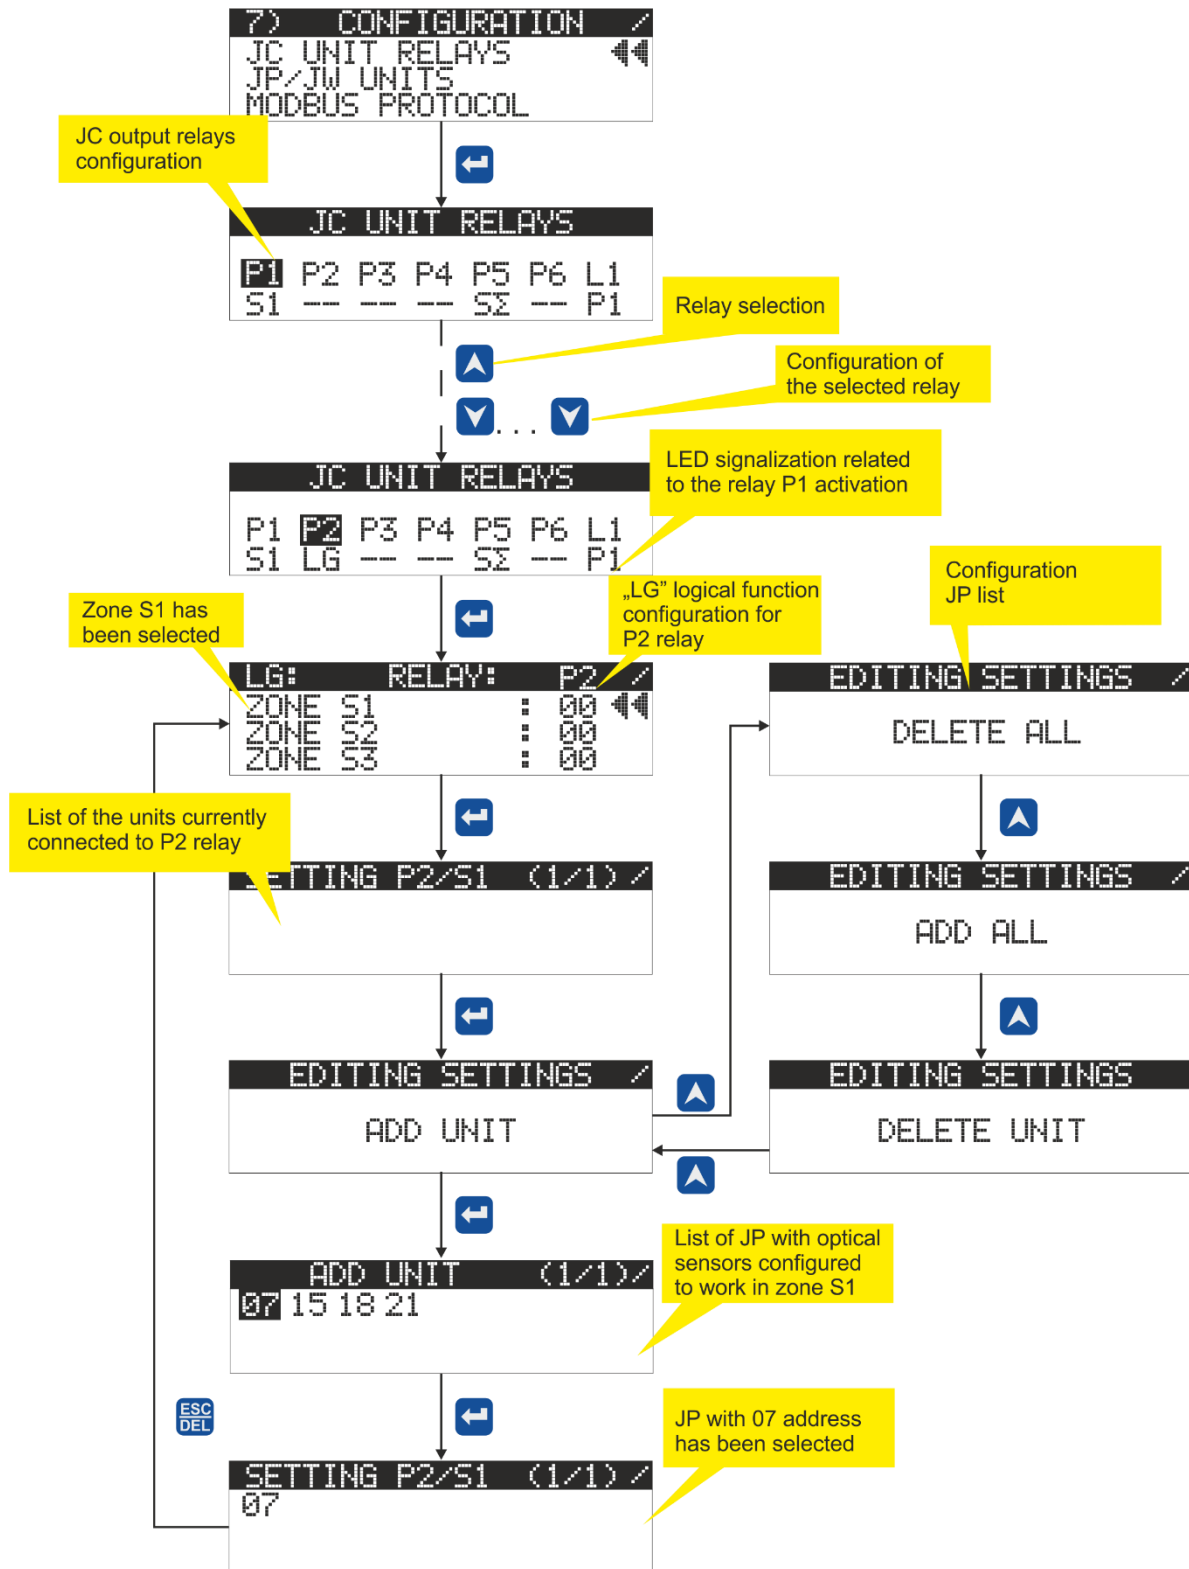 7) CONFIGURATION /
JC UNIT RELAYS
JP/JW UNITS
MODBUS PROTOCOL
JC output relays
configuration
JC UNIT RELAYS
P1 P2 P3 P4 P5 P6 L1
S1 -- -- -- SΣ -- P1
Relay selection
Configuration of
the selected relay
...
LED signalization related
to the relay P1 activation
JC UNIT RELAYS
P1 P2 P3 P4 P5 P6 L1
S1 LG -- -- SΣ -- P1
Configuration
JP list
Zone S1 has
been selected
„LG” logical function
configuration for
P2 relay
LG: RELAY: P2 /
ZONE S1 : 00
ZONE S2 : 00
ZONE S3 : 00
EDITING SETTINGS /
DELETE ALL
List of the units currently
connected to P2 relay
SETTING P2/S1 (1/1) /
EDITING SETTINGS /
ADD ALL
EDITING SETTINGS /
ADD UNIT
EDITING SETTINGS
DELETE UNIT
List of JP with optical
sensors configured
to work in zone S1
ADD UNIT (1/1)/
07 15 18 21
ESC
DEL
JP with 07 address
has been selected
SETTING P2/S1 (1/1) /
07